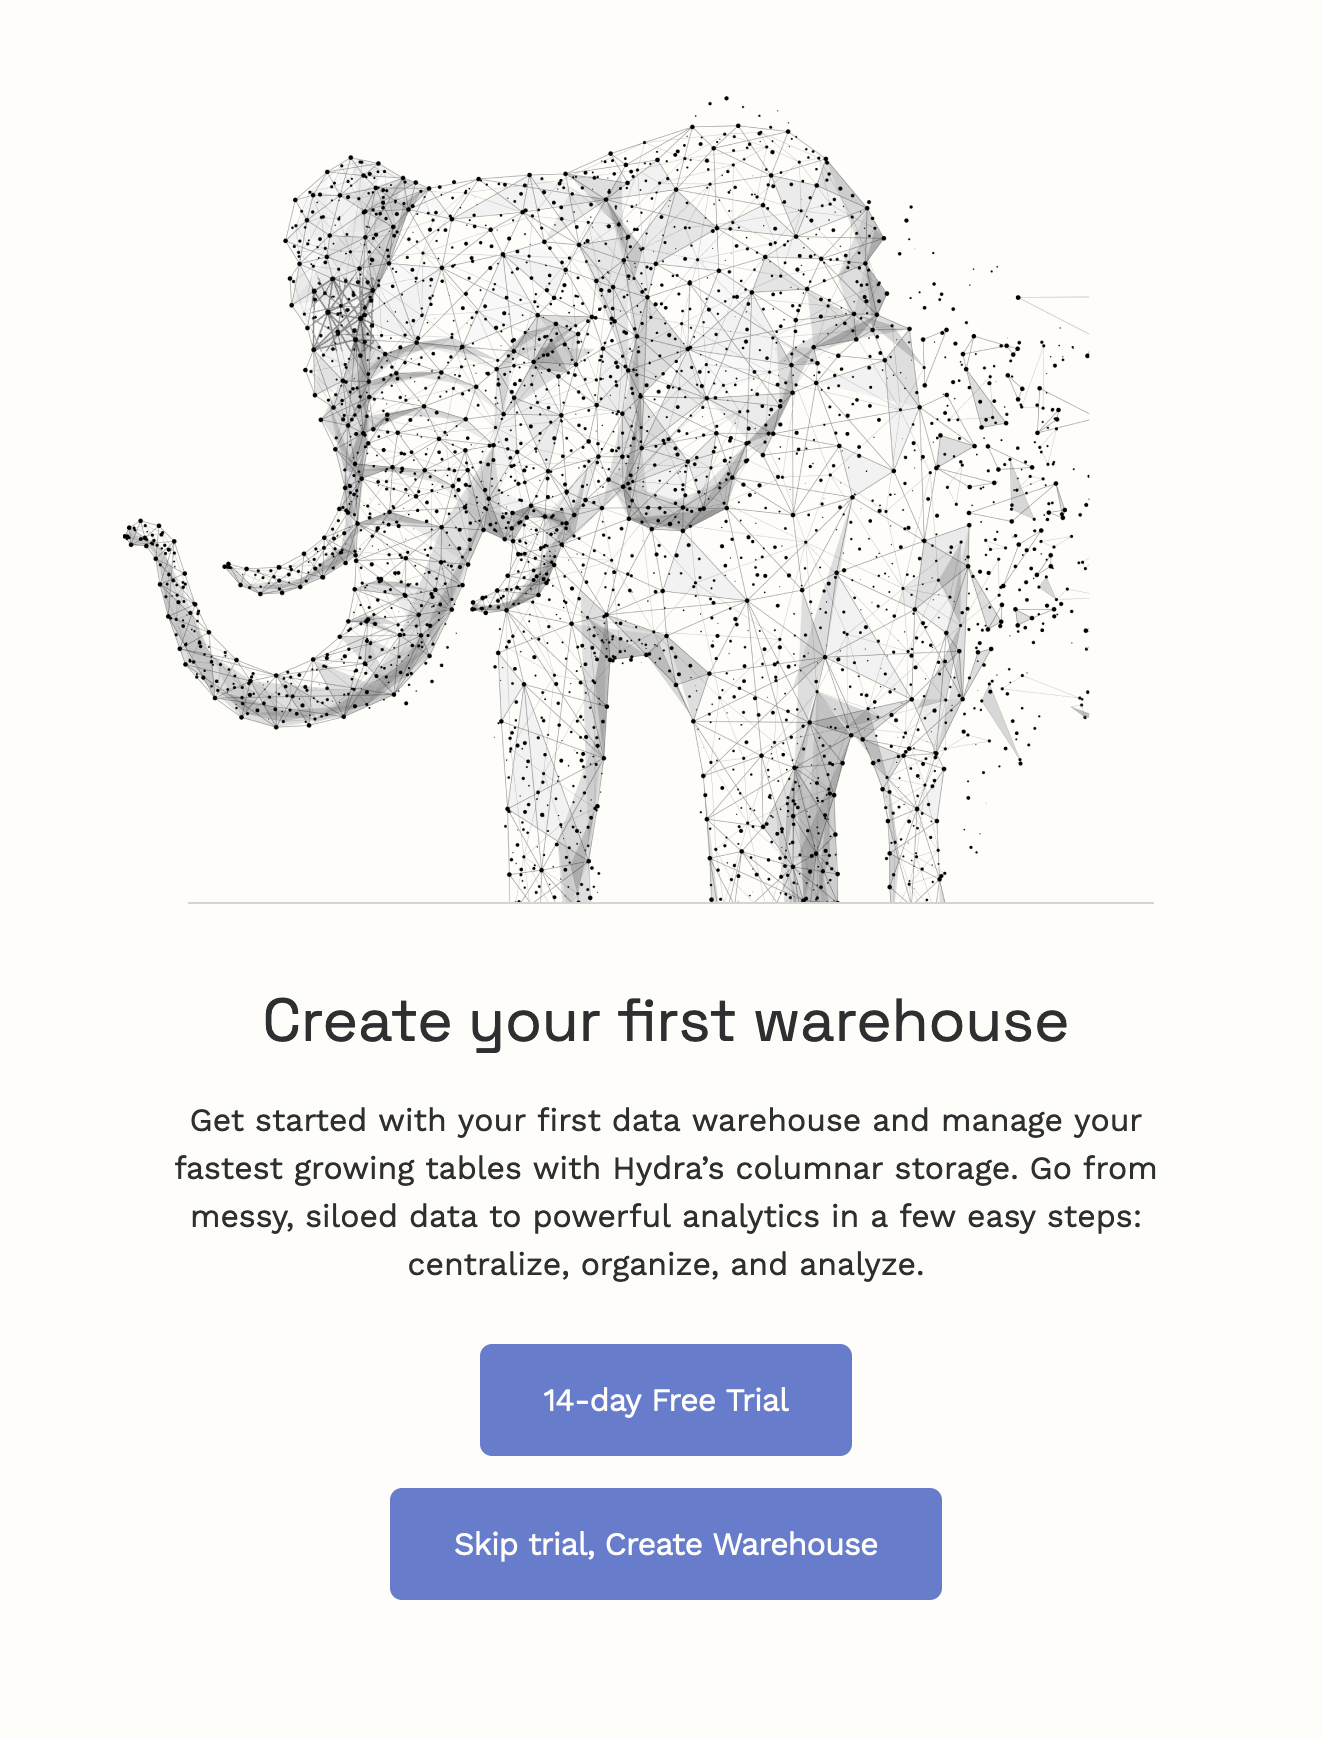 Create your first warehouse
Get started with your first data warehouse and manage your
fastest growing tables with Hydra’s columnar storage. Go from
messy, siloed data to powerful analytics in a few easy steps:
centralize, organize, and analyze.
14-day Free Trial
Skip trial, Create Warehouse